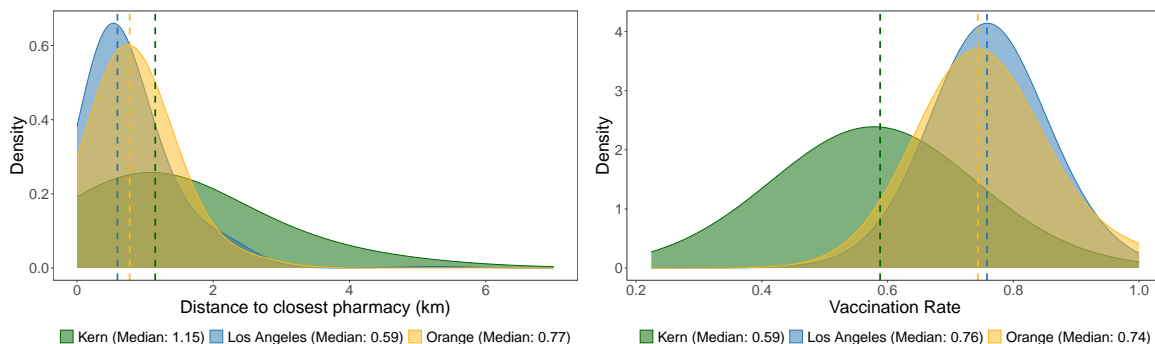 Density
0.6
0.4
0.2
0.0
0 2 4 6
Distance to closest pharmacy (km)
Kern (Median: 1.15) Los Angeles (Median: 0.59) Orange (Median: 0.77)
Density
4
3
2
1
0
0.2 0.4 0.6 0.8 1.0
Vaccination Rate
Kern (Median: 0.59) Los Angeles (Median: 0.76) Orange (Median: 0.74)